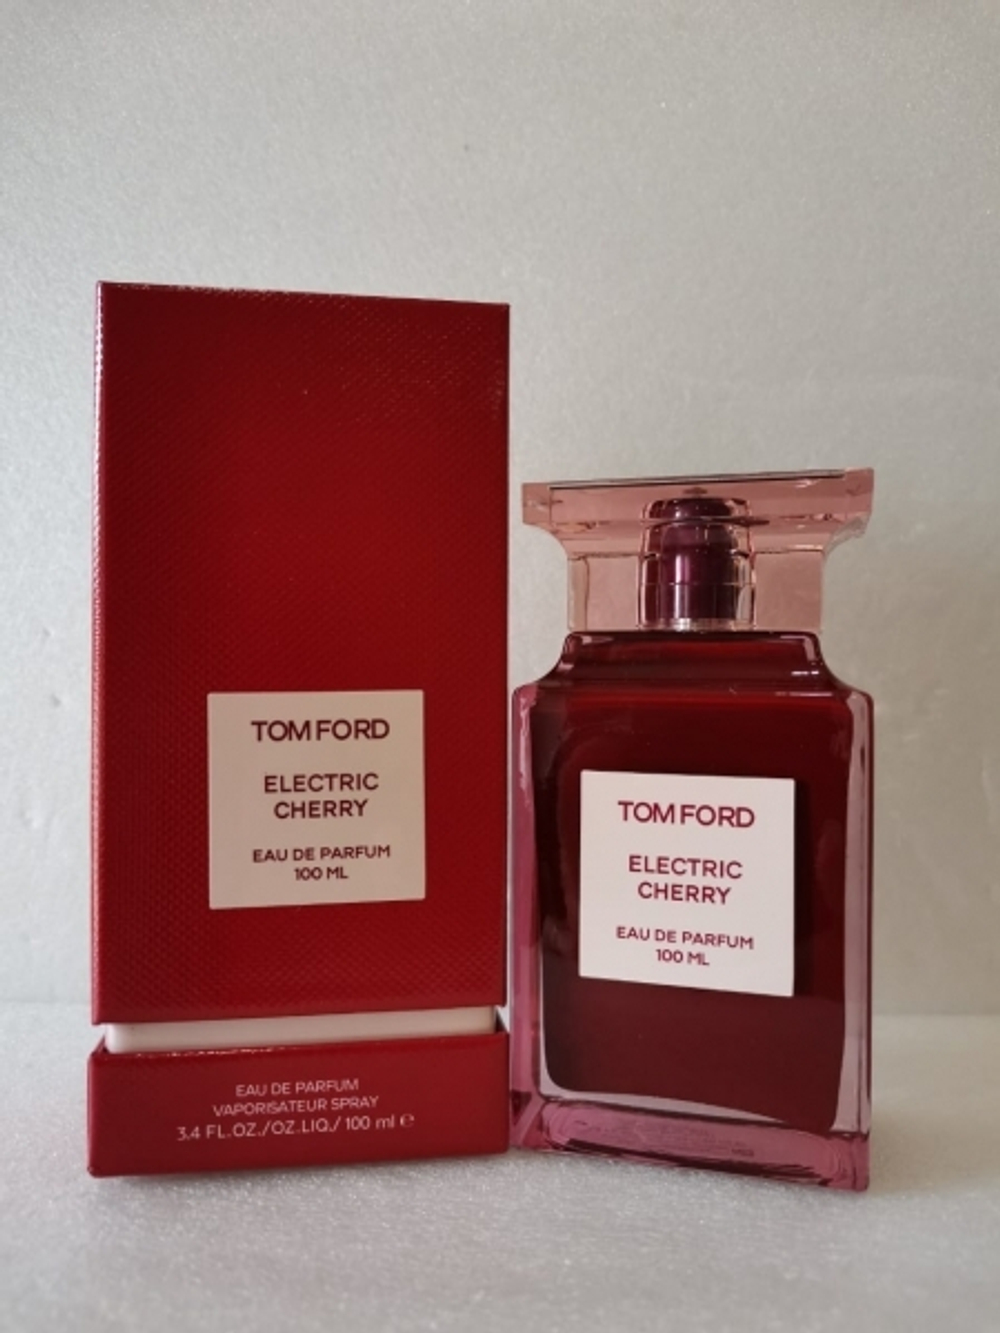 TOM FORD
ELECTRIC
CHERRY
EAU DE PARFUM
100 ML
EAU DE PARFUM
VAPORISATEUR SPRAY
3.4 FL.OZ./OZ.LIQ./ 100 ml ℮
TOM FORD
ELECTRIC
CHERRY
EAU DE PARFUM
100 ML